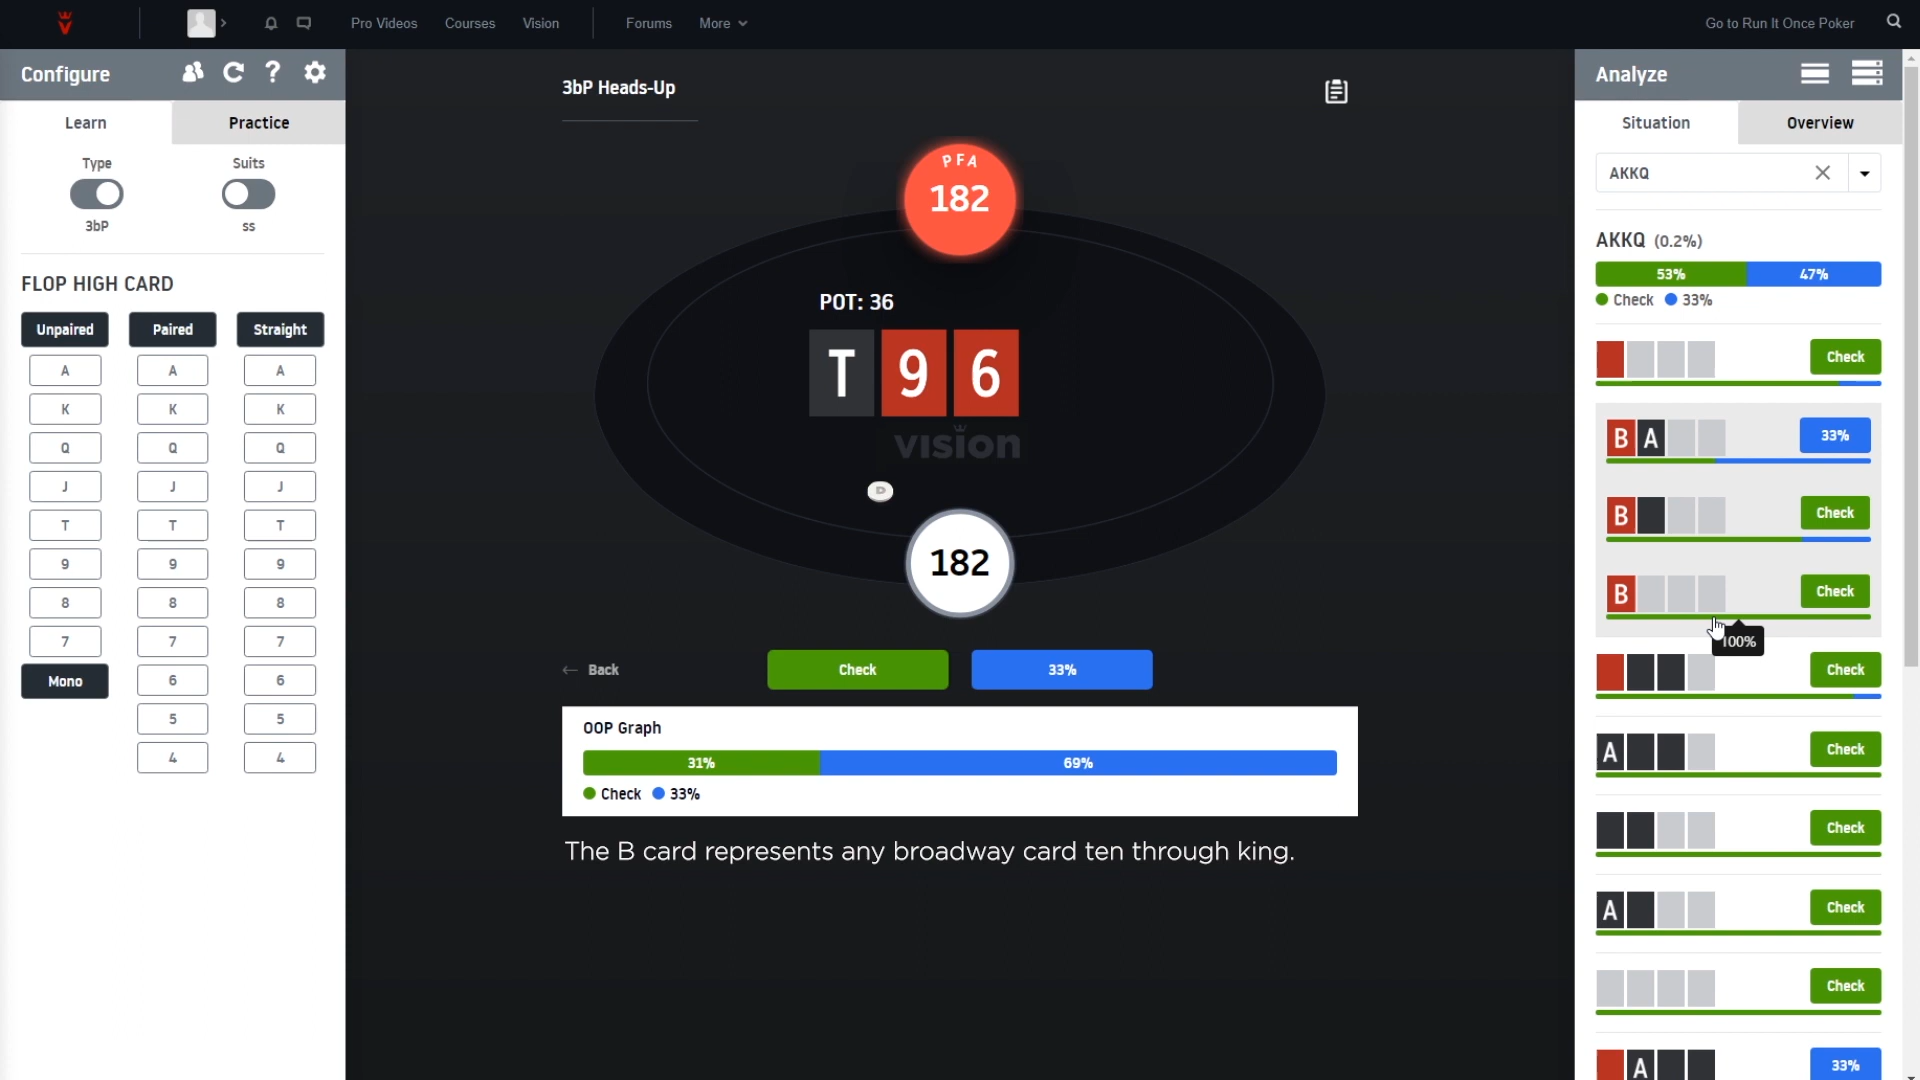 Pro Videos Courses Vision Forums More Go to Run It Once Poker
Configure
Learn Practice
Type Suits
3bP ss
FLOP HIGH CARD
Unpaired Paired Straight
A A A
K K K
Q Q Q
J J J
T T T
9 9 9
8 8 8
7 7 7
Mono 6 6
5 5
4 4
3bP Heads-Up
PFA
182
POT: 36
T 9 6
vision
D
182
← Back Check 33%
OOP Graph
31% 69%
Check 33%
The B card represents any broadway card ten through king.
Analyze
Situation Overview
AKKQ
AKKQ (0.2%)
53% 47%
Check 33%
Check
B A 33%
B Check
B Check
100%
Check
A Check
Check
A Check
Check
A 33%